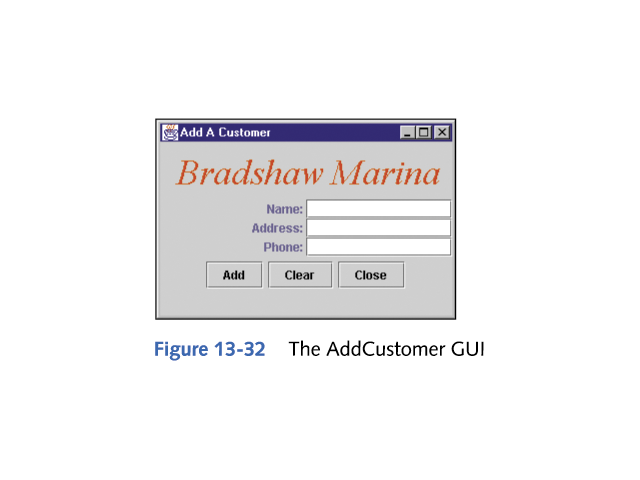 Add A Customer
Bradshaw Marina
Name:
Address:
Phone:
Add Clear Close
Figure 13-32 The AddCustomer GUI